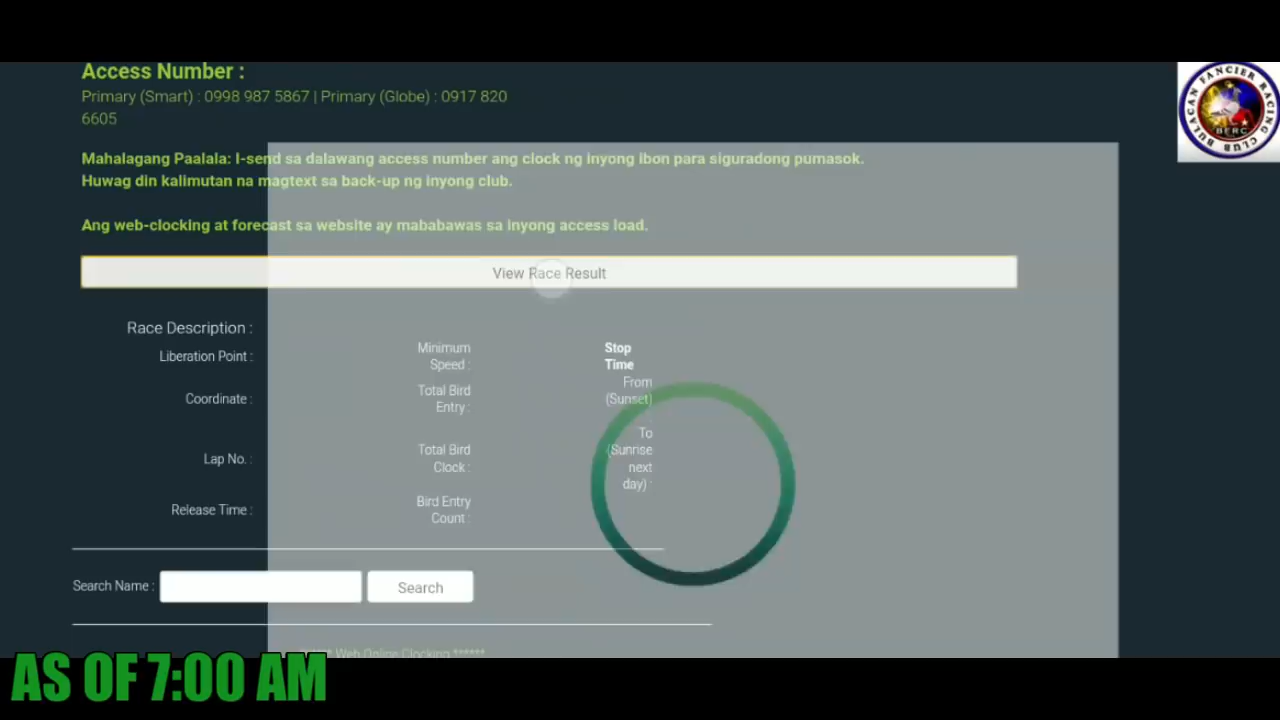 Access Number :
Primary (Smart) : 0998 987 5867 | Primary (Globe) : 0917 820
6605
Mahalagang Paalala: I-send sa dalawang access number ang clock ng inyong ibon para siguradong pumasok.
Huwag din kalimutan na magtext sa back-up ng inyong club.
Ang web-clocking at forecast sa website ay mababawas sa inyong access load.
View Race Result
Race Description :
Liberation Point :
Coordinate :
Lap No. :
Release Time :
Minimum
Speed :
Total Bird
Entry :
Total Bird
Clock :
Bird Entry
Count :
Stop
Time
From
(Sunset)
To
(Sunrise
next
day) :
Search Name :
Search
Web Online Clocking ******
AS OF 7:00 AM
BULACAN FANCIER RACING CLUB